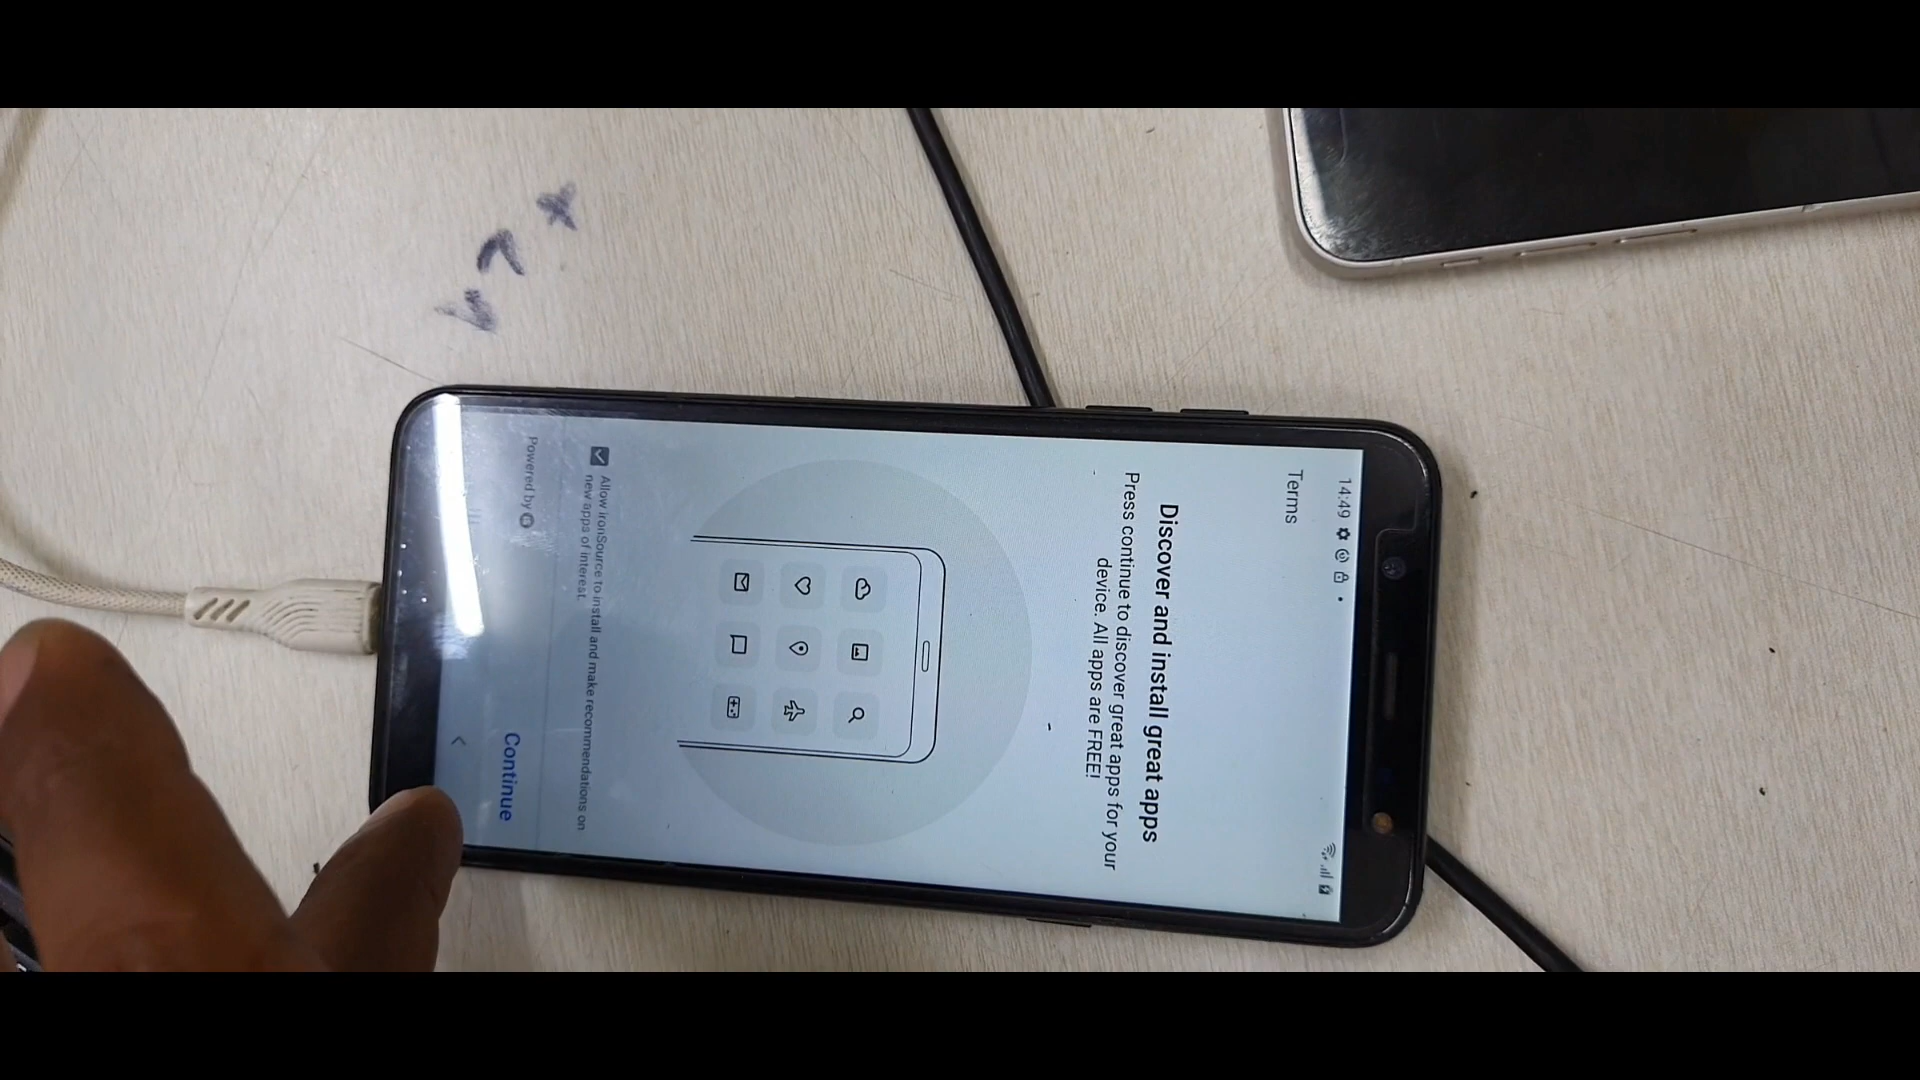 14:49
Terms
Discover and install great apps
Press continue to discover great apps for your
device. All apps are FREE!
Allow ironSource to install and make recommendations on
new apps of interest.
Powered by
Continue